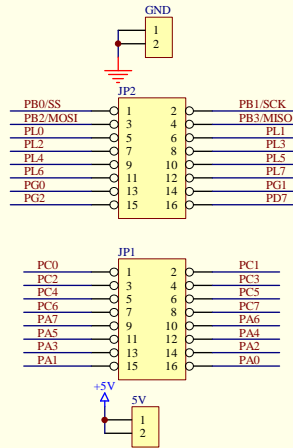 GND
1
2
JP2
PB0/SS 1 2 PB1/SCK
PB2/MOSI 3 4 PB3/MISO
PL0 5 6 PL1
PL2 7 8 PL3
PL4 9 10 PL5
PL6 11 12 PL7
PG0 13 14 PG1
PG2 15 16 PD7
JP1
PC0 1 2 PC1
PC2 3 4 PC3
PC4 5 6 PC5
PC6 7 8 PC7
PA7 9 10 PA6
PA5 11 12 PA4
PA3 13 14 PA2
PA1 15 16 PA0
+5V 5V
1
2